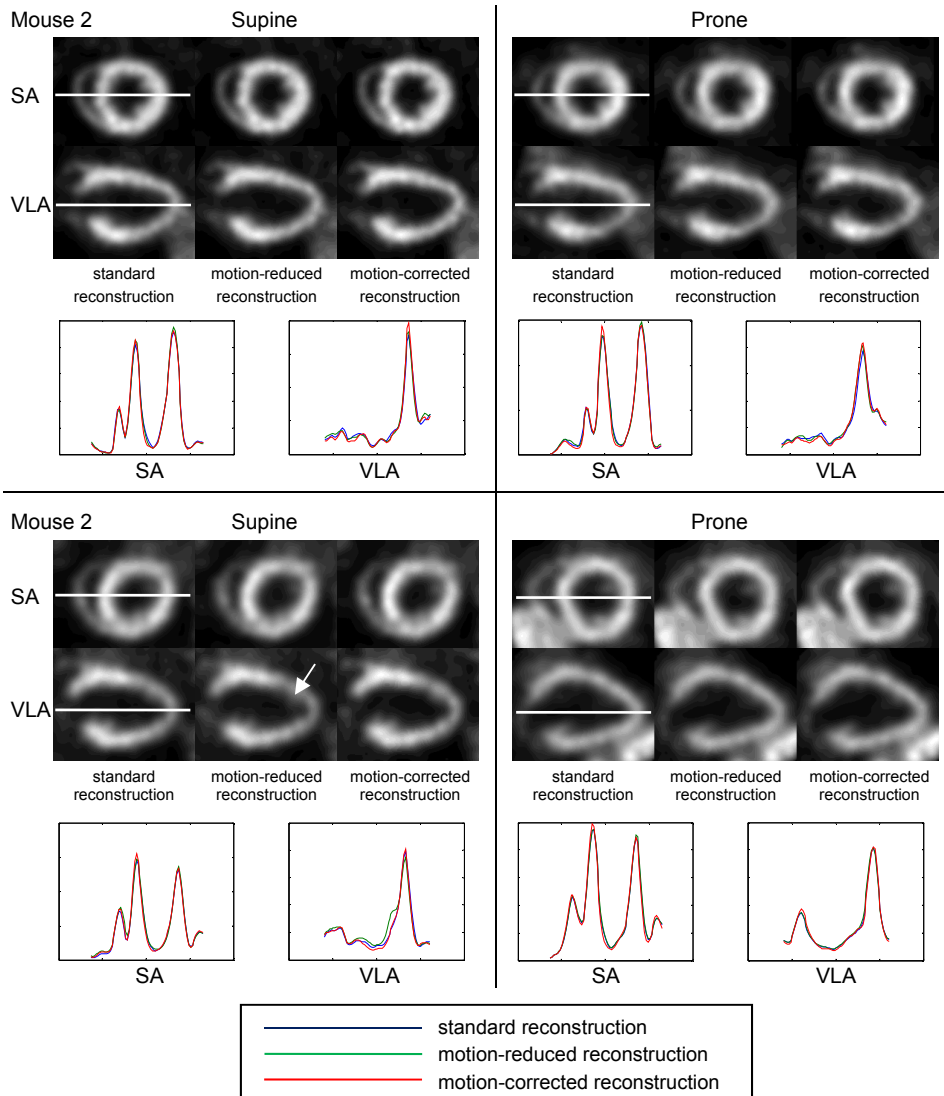 Mouse 2 Supine Prone
SA
VLA
standard reconstruction motion-reduced reconstruction motion-corrected reconstruction
standard reconstruction motion-reduced reconstruction motion-corrected reconstruction
SA VLA SA VLA
Mouse 2 Supine Prone
SA
VLA
standard reconstruction motion-reduced reconstruction motion-corrected reconstruction
standard reconstruction motion-reduced reconstruction motion-corrected reconstruction
SA VLA SA VLA
standard reconstruction
motion-reduced reconstruction
motion-corrected reconstruction